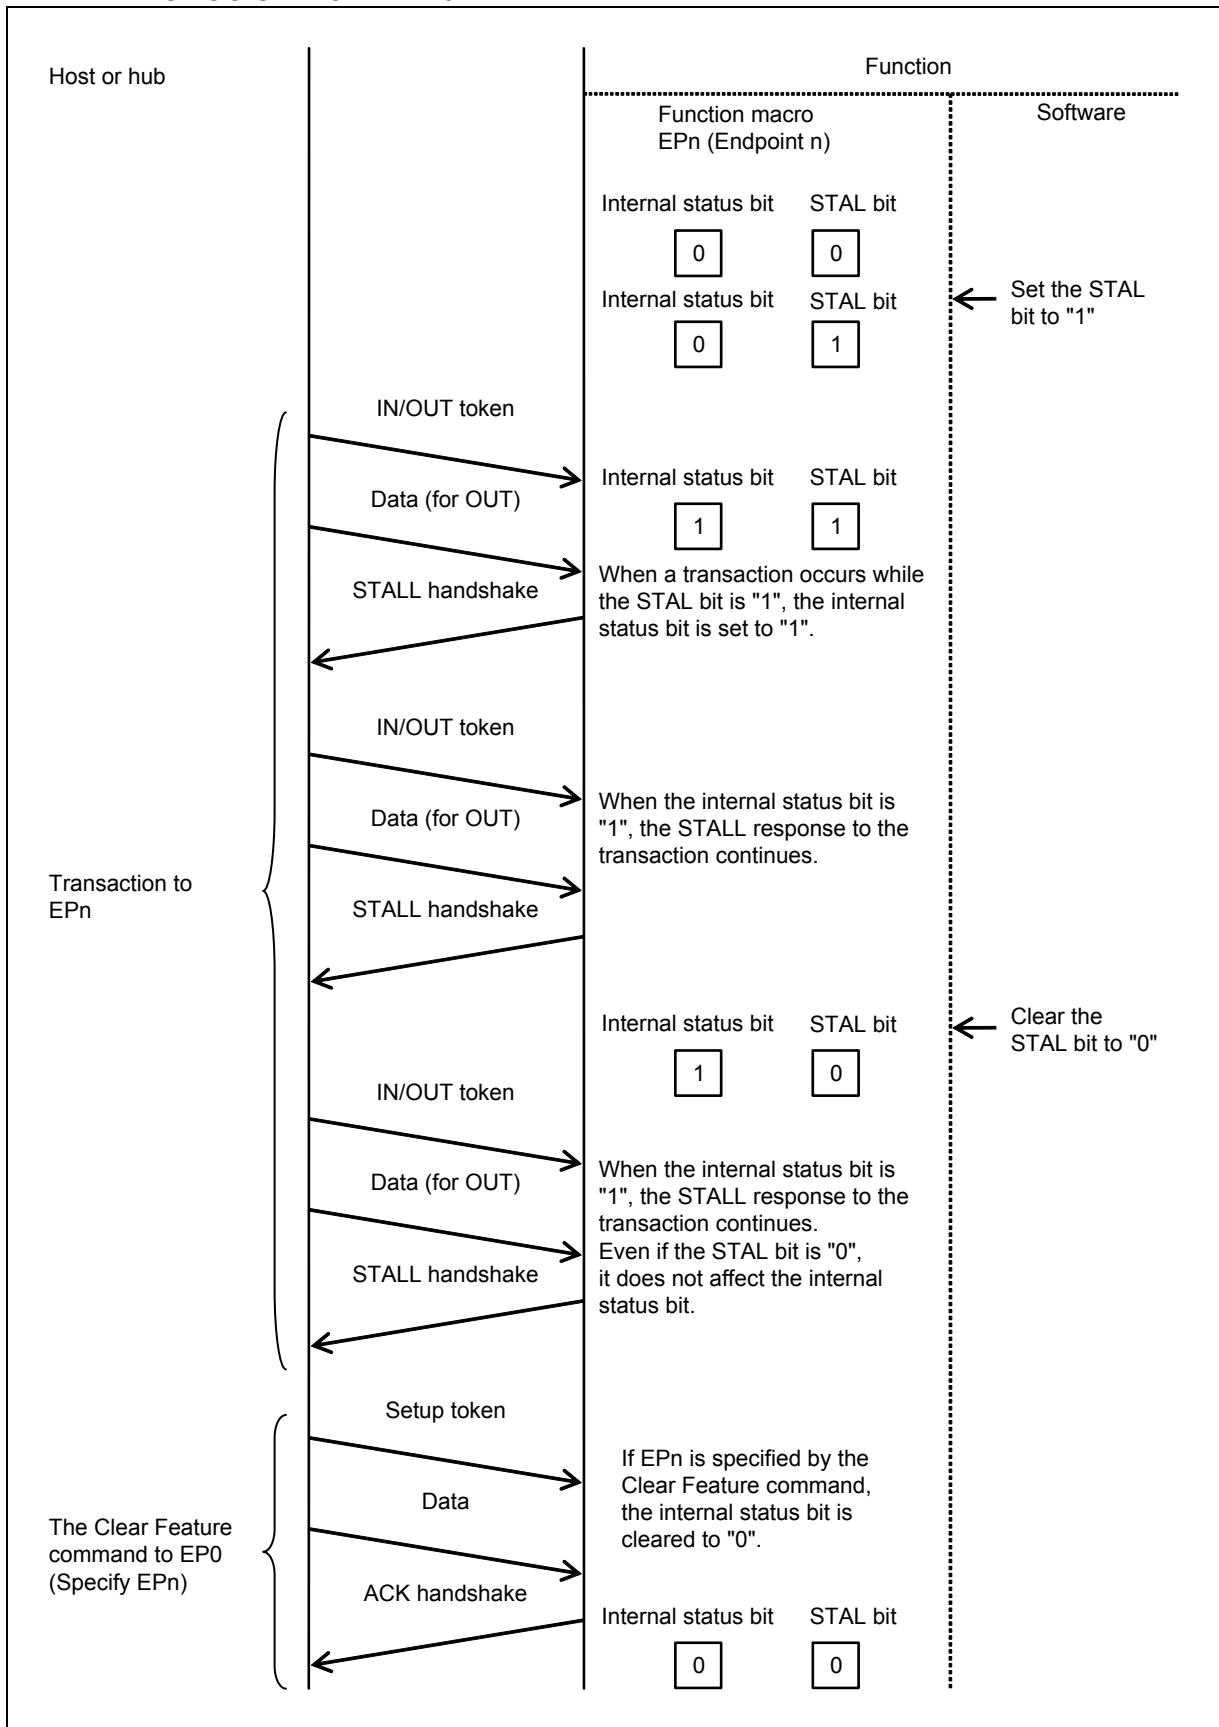 Host or hub
Function
Function macro
EPn (Endpoint n)
Software
Internal status bit STAL bit
0 0
Internal status bit STAL bit
0 1
Set the STAL
bit to "1"
IN/OUT token
Internal status bit STAL bit
Data (for OUT)
1 1
STALL handshake
When a transaction occurs while
the STAL bit is "1", the internal
status bit is set to "1".
IN/OUT token
Data (for OUT)
When the internal status bit is
"1", the STALL response to the
transaction continues.
Transaction to
EPn
STALL handshake
Internal status bit STAL bit
1 0
Clear the
STAL bit to "0"
IN/OUT token
Data (for OUT)
STALL handshake
When the internal status bit is
"1", the STALL response to the
transaction continues.
Even if the STAL bit is "0",
it does not affect the internal
status bit.
Setup token
Data
If EPn is specified by the
Clear Feature command,
the internal status bit is
cleared to "0".
The Clear Feature
command to EP0
(Specify EPn)
ACK handshake
Internal status bit STAL bit
0 0